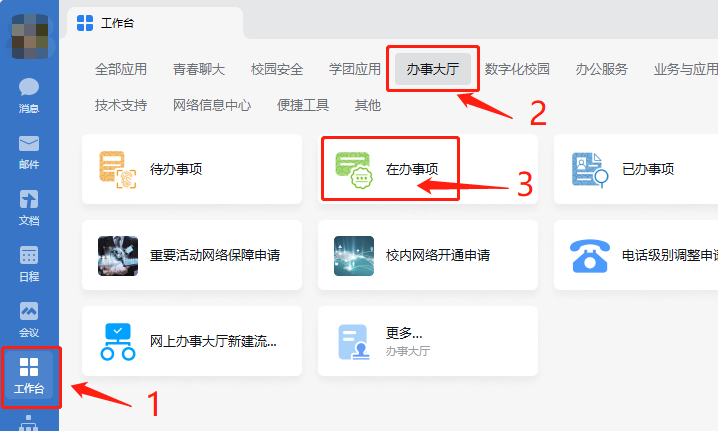 工作台
消息
邮件
文档
日程
会议
工作台
全部应用 青春聊大 校园安全 学团应用 办事大厅 数字化校园 办公服务 业务与应用
技术支持 网络信息中心 便捷工具 其他
2
待办事项 在办事项 已办事项
3
重要活动网络保障申请 校内网络开通申请 电话级别调整申
网上办事大厅新建流... 更多...
办事大厅
1